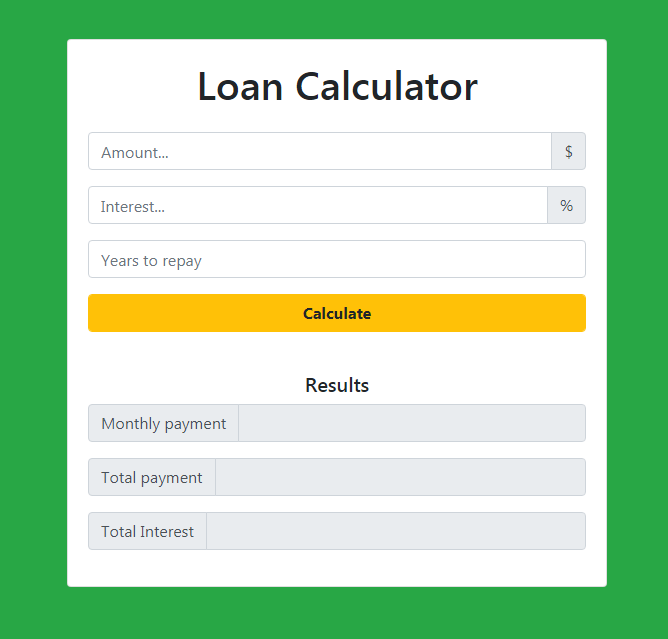 Loan Calculator
Amount... $
Interest... %
Years to repay
Calculate
Results
Monthly payment
Total payment
Total Interest